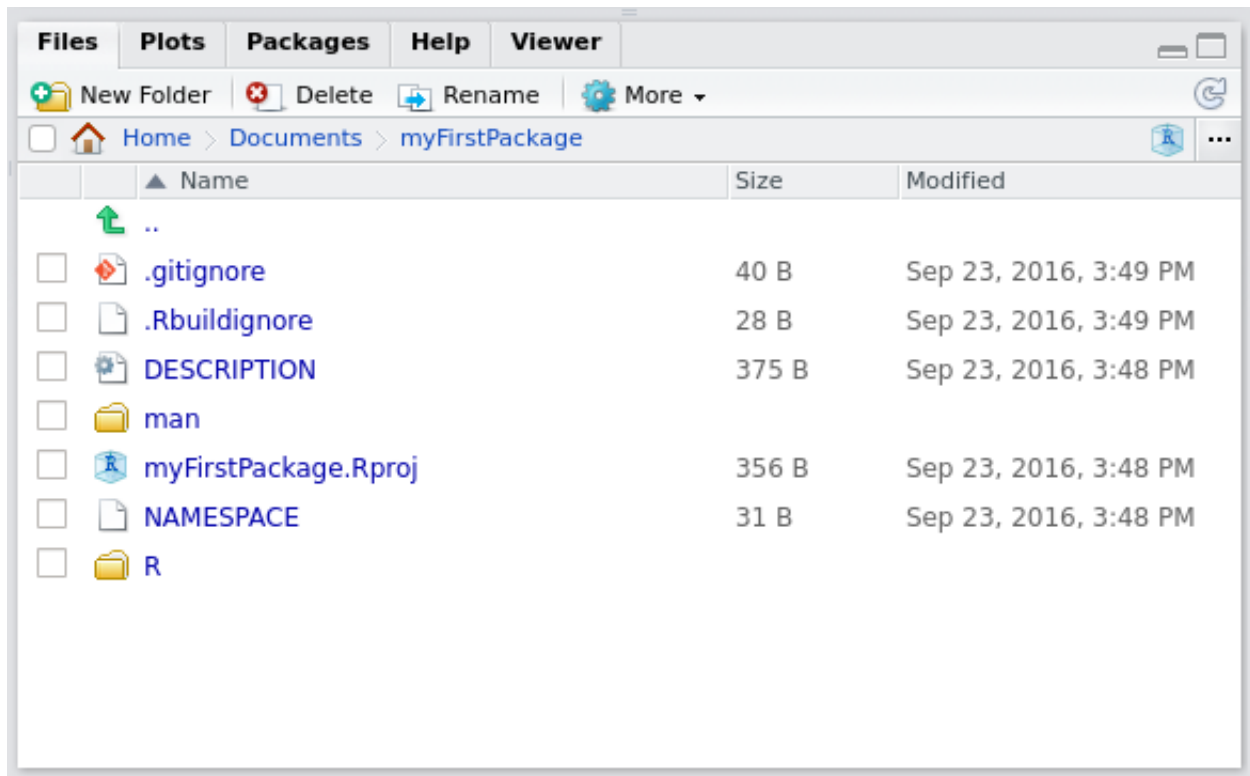 Files Plots Packages Help Viewer
New Folder Delete Rename More
Home Documents myFirstPackage ...
Name Size Modified
..
.gitignore 40 B Sep 23, 2016, 3:49 PM
.Rbuildignore 28 B Sep 23, 2016, 3:49 PM
DESCRIPTION 375 B Sep 23, 2016, 3:48 PM
man
myFirstPackage.Rproj 356 B Sep 23, 2016, 3:48 PM
NAMESPACE 31 B Sep 23, 2016, 3:48 PM
R